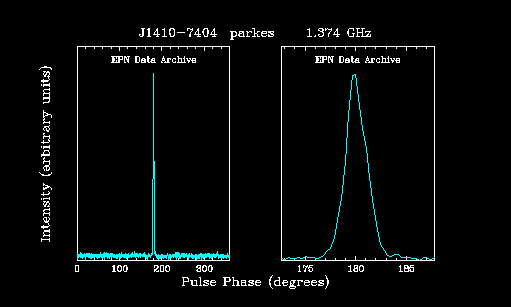 J1410-7404 parkes 1.374 GHz
EPN Data Archive
EPN Data Archive
Intensity (arbitrary units)
0 100 200 300
175 180 185
Pulse Phase (degrees)